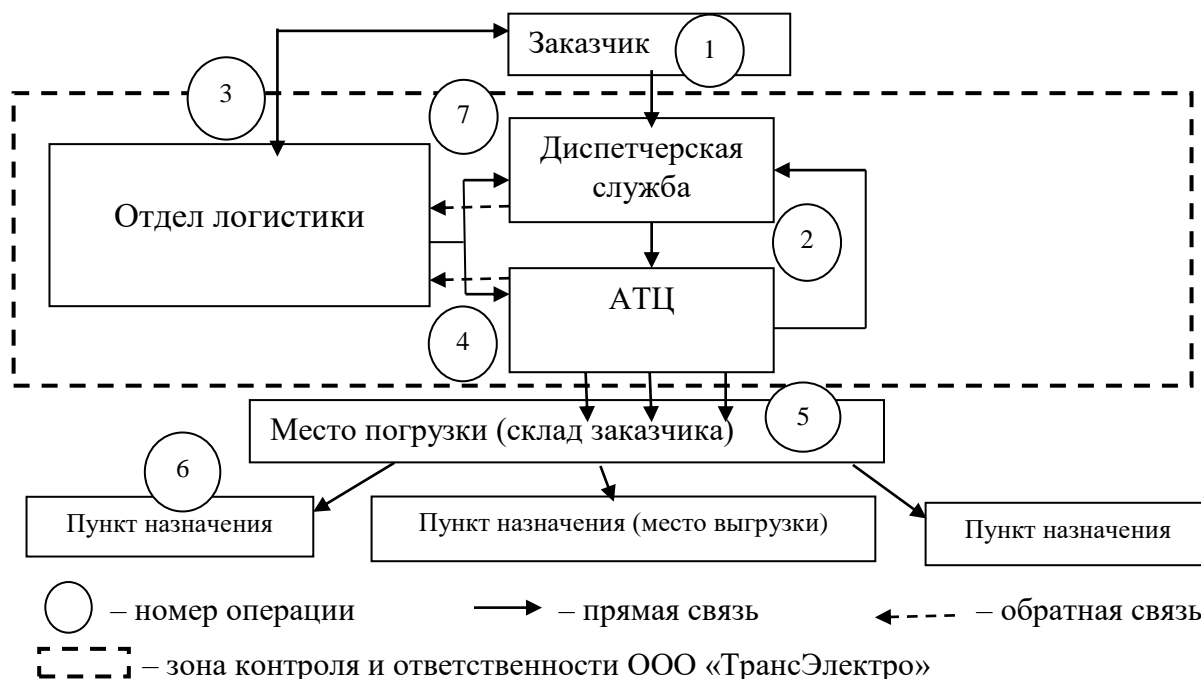 Заказчик
1
3
7
Диспетчерская
служба
Отдел логистики
2
АТЦ
4
5
Место погрузки (склад заказчика)
6
Пункт назначения
Пункт назначения (место выгрузки)
Пункт назначения
– номер операции
– прямая связь
– обратная связь
– зона контроля и ответственности ООО «ТрансЭлектро»